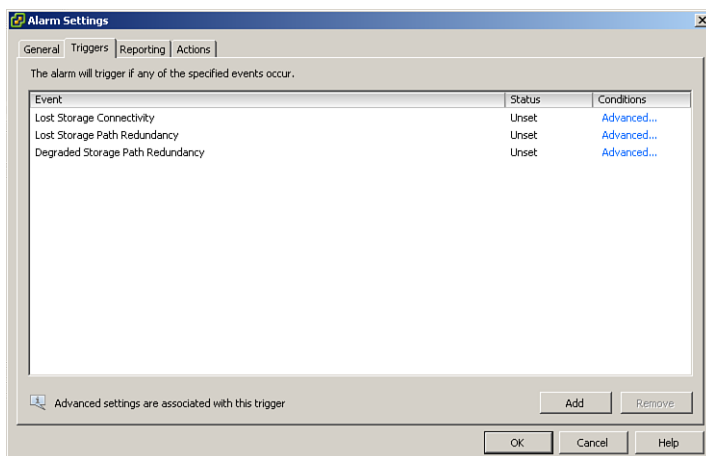 Alarm Settings
General Triggers Reporting Actions
The alarm will trigger if any of the specified events occur.
Event Status Conditions
Lost Storage Connectivity Unset Advanced...
Lost Storage Path Redundancy Unset Advanced...
Degraded Storage Path Redundancy Unset Advanced...
Advanced settings are associated with this trigger Add Remove
OK Cancel Help